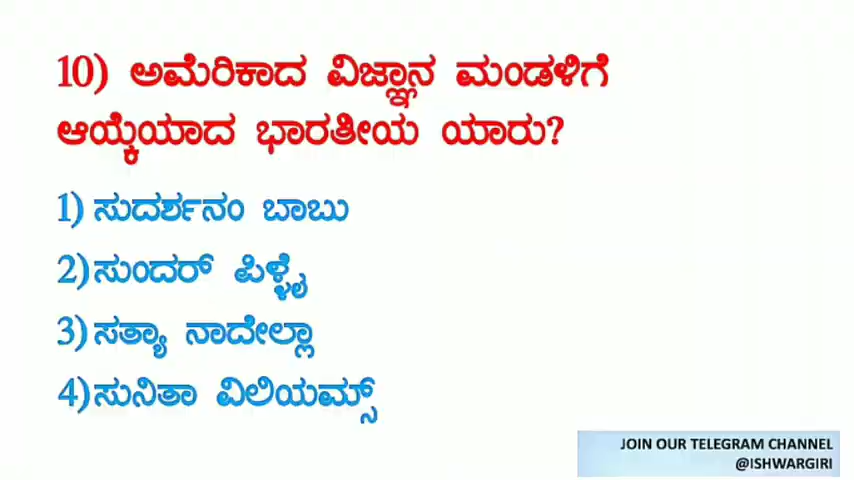 10) ಅಮೆರಿಕಾದ ವಿಜ್ಞಾನ ಮಂಡಳಿಗೆ
ಆಯ್ಕೆಯಾದ ಭಾರತೀಯ ಯಾರು?
1) ಸುದರ್ಶನಂ ಬಾಬು
2)ಸುಂದರ್ ಪಿಳ್ಳೈ
3)ಸತ್ಯಾ ನಾದೇಲ್ಲಾ
4)ಸುನಿತಾ ವಿಲಿಯಮ್ಸ್
JOIN OUR TELEGRAM CHANNEL
@ISHWARGIRI